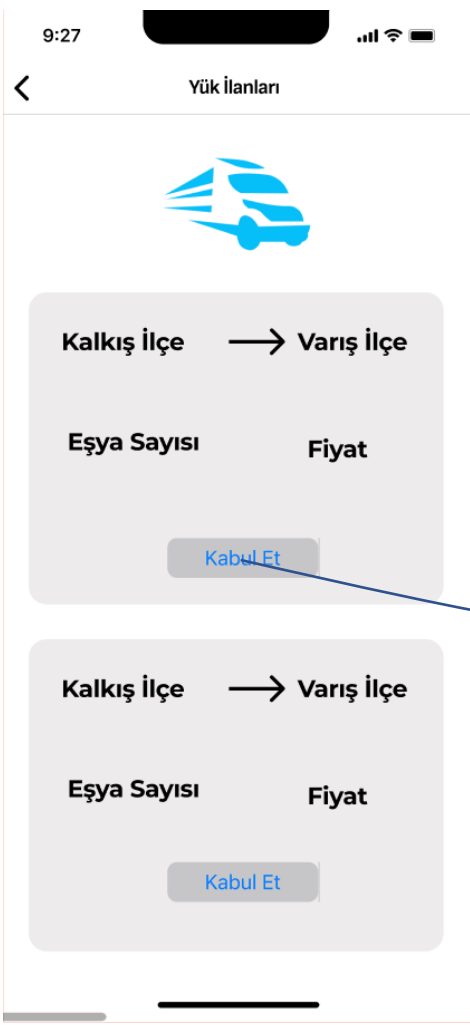 9:27
Yük İlanları
Kalkış İlçe → Varış İlçe
Eşya Sayısı Fiyat
Kabul Et
Kalkış İlçe → Varış İlçe
Eşya Sayısı Fiyat
Kabul Et